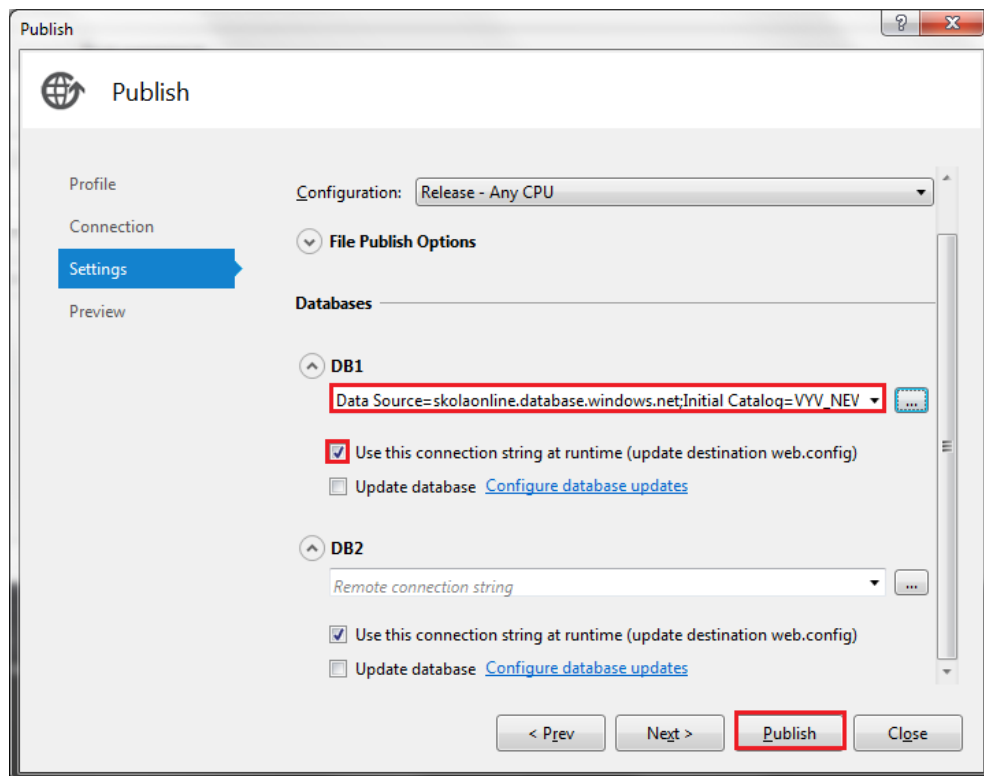 Publish
Publish
Profile
Connection
Settings
Preview
Configuration: Release - Any CPU
File Publish Options
Databases
DB1
Data Source=skolaonline.database.windows.net;Initial Catalog=VYV_NEV
...
Use this connection string at runtime (update destination web.config)
Update database Configure database updates
DB2
Remote connection string
...
Use this connection string at runtime (update destination web.config)
Update database Configure database updates
< Prev Next > Publish Close